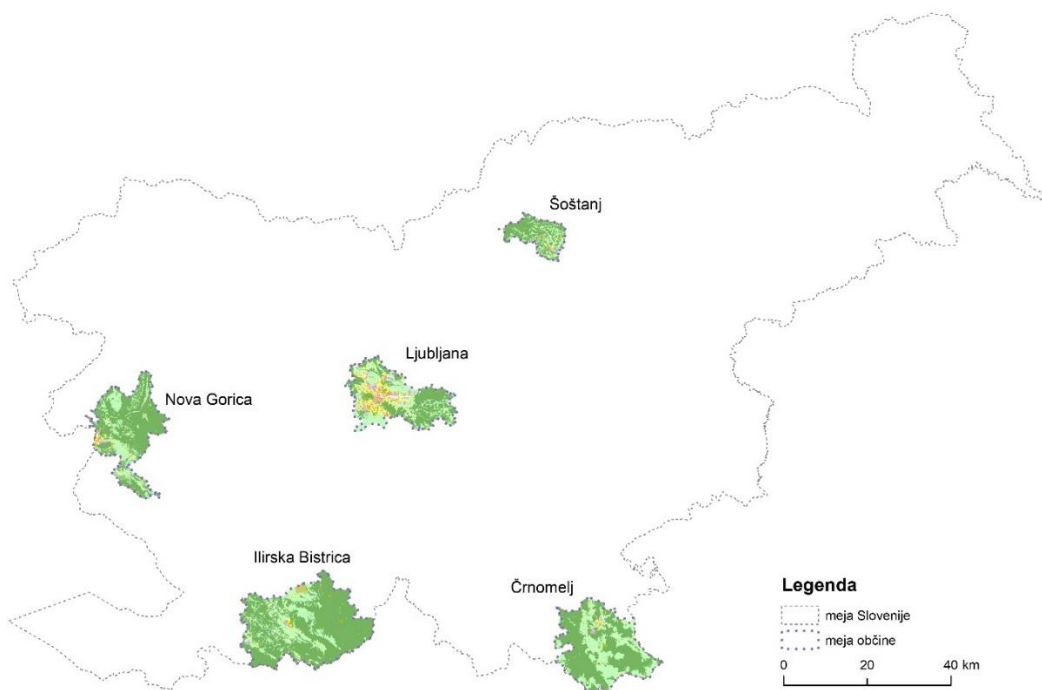 Šoštanj
Ljubljana
Nova Gorica
Ilirska Bistrica
Črnomelj
Legenda
meja Slovenije
meja občine
0 20 40 km